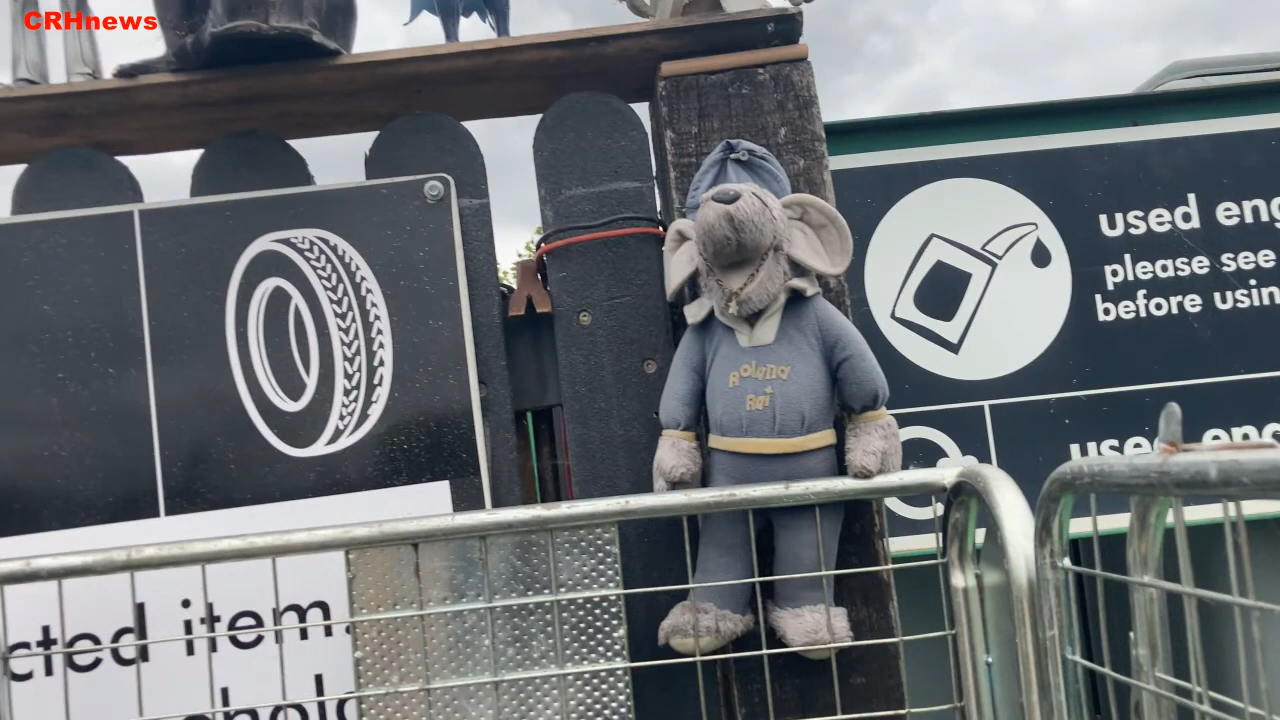 CRHnews
used eng
please see
before usin
Roland
Rat
used eng
cted item.